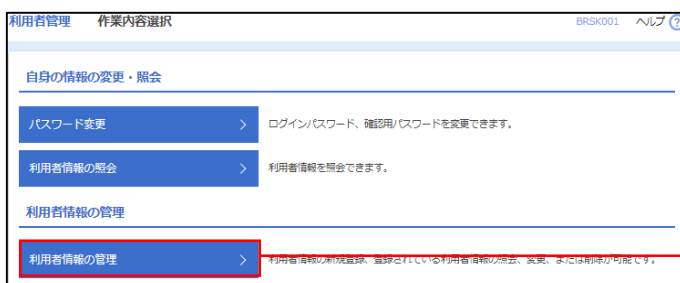 利用者管理 作業内容選択 BRSK001 ヘルプ ?
自身の情報の変更・照会
パスワード変更 > ログインパスワード、確認用パスワードを変更できます。
利用者情報の照会 > 利用者情報を照会できます。
利用者情報の管理
利用者情報の管理 > 利用者情報の新規登録、登録されている利用者情報の照会、変更、または削除が可能です。